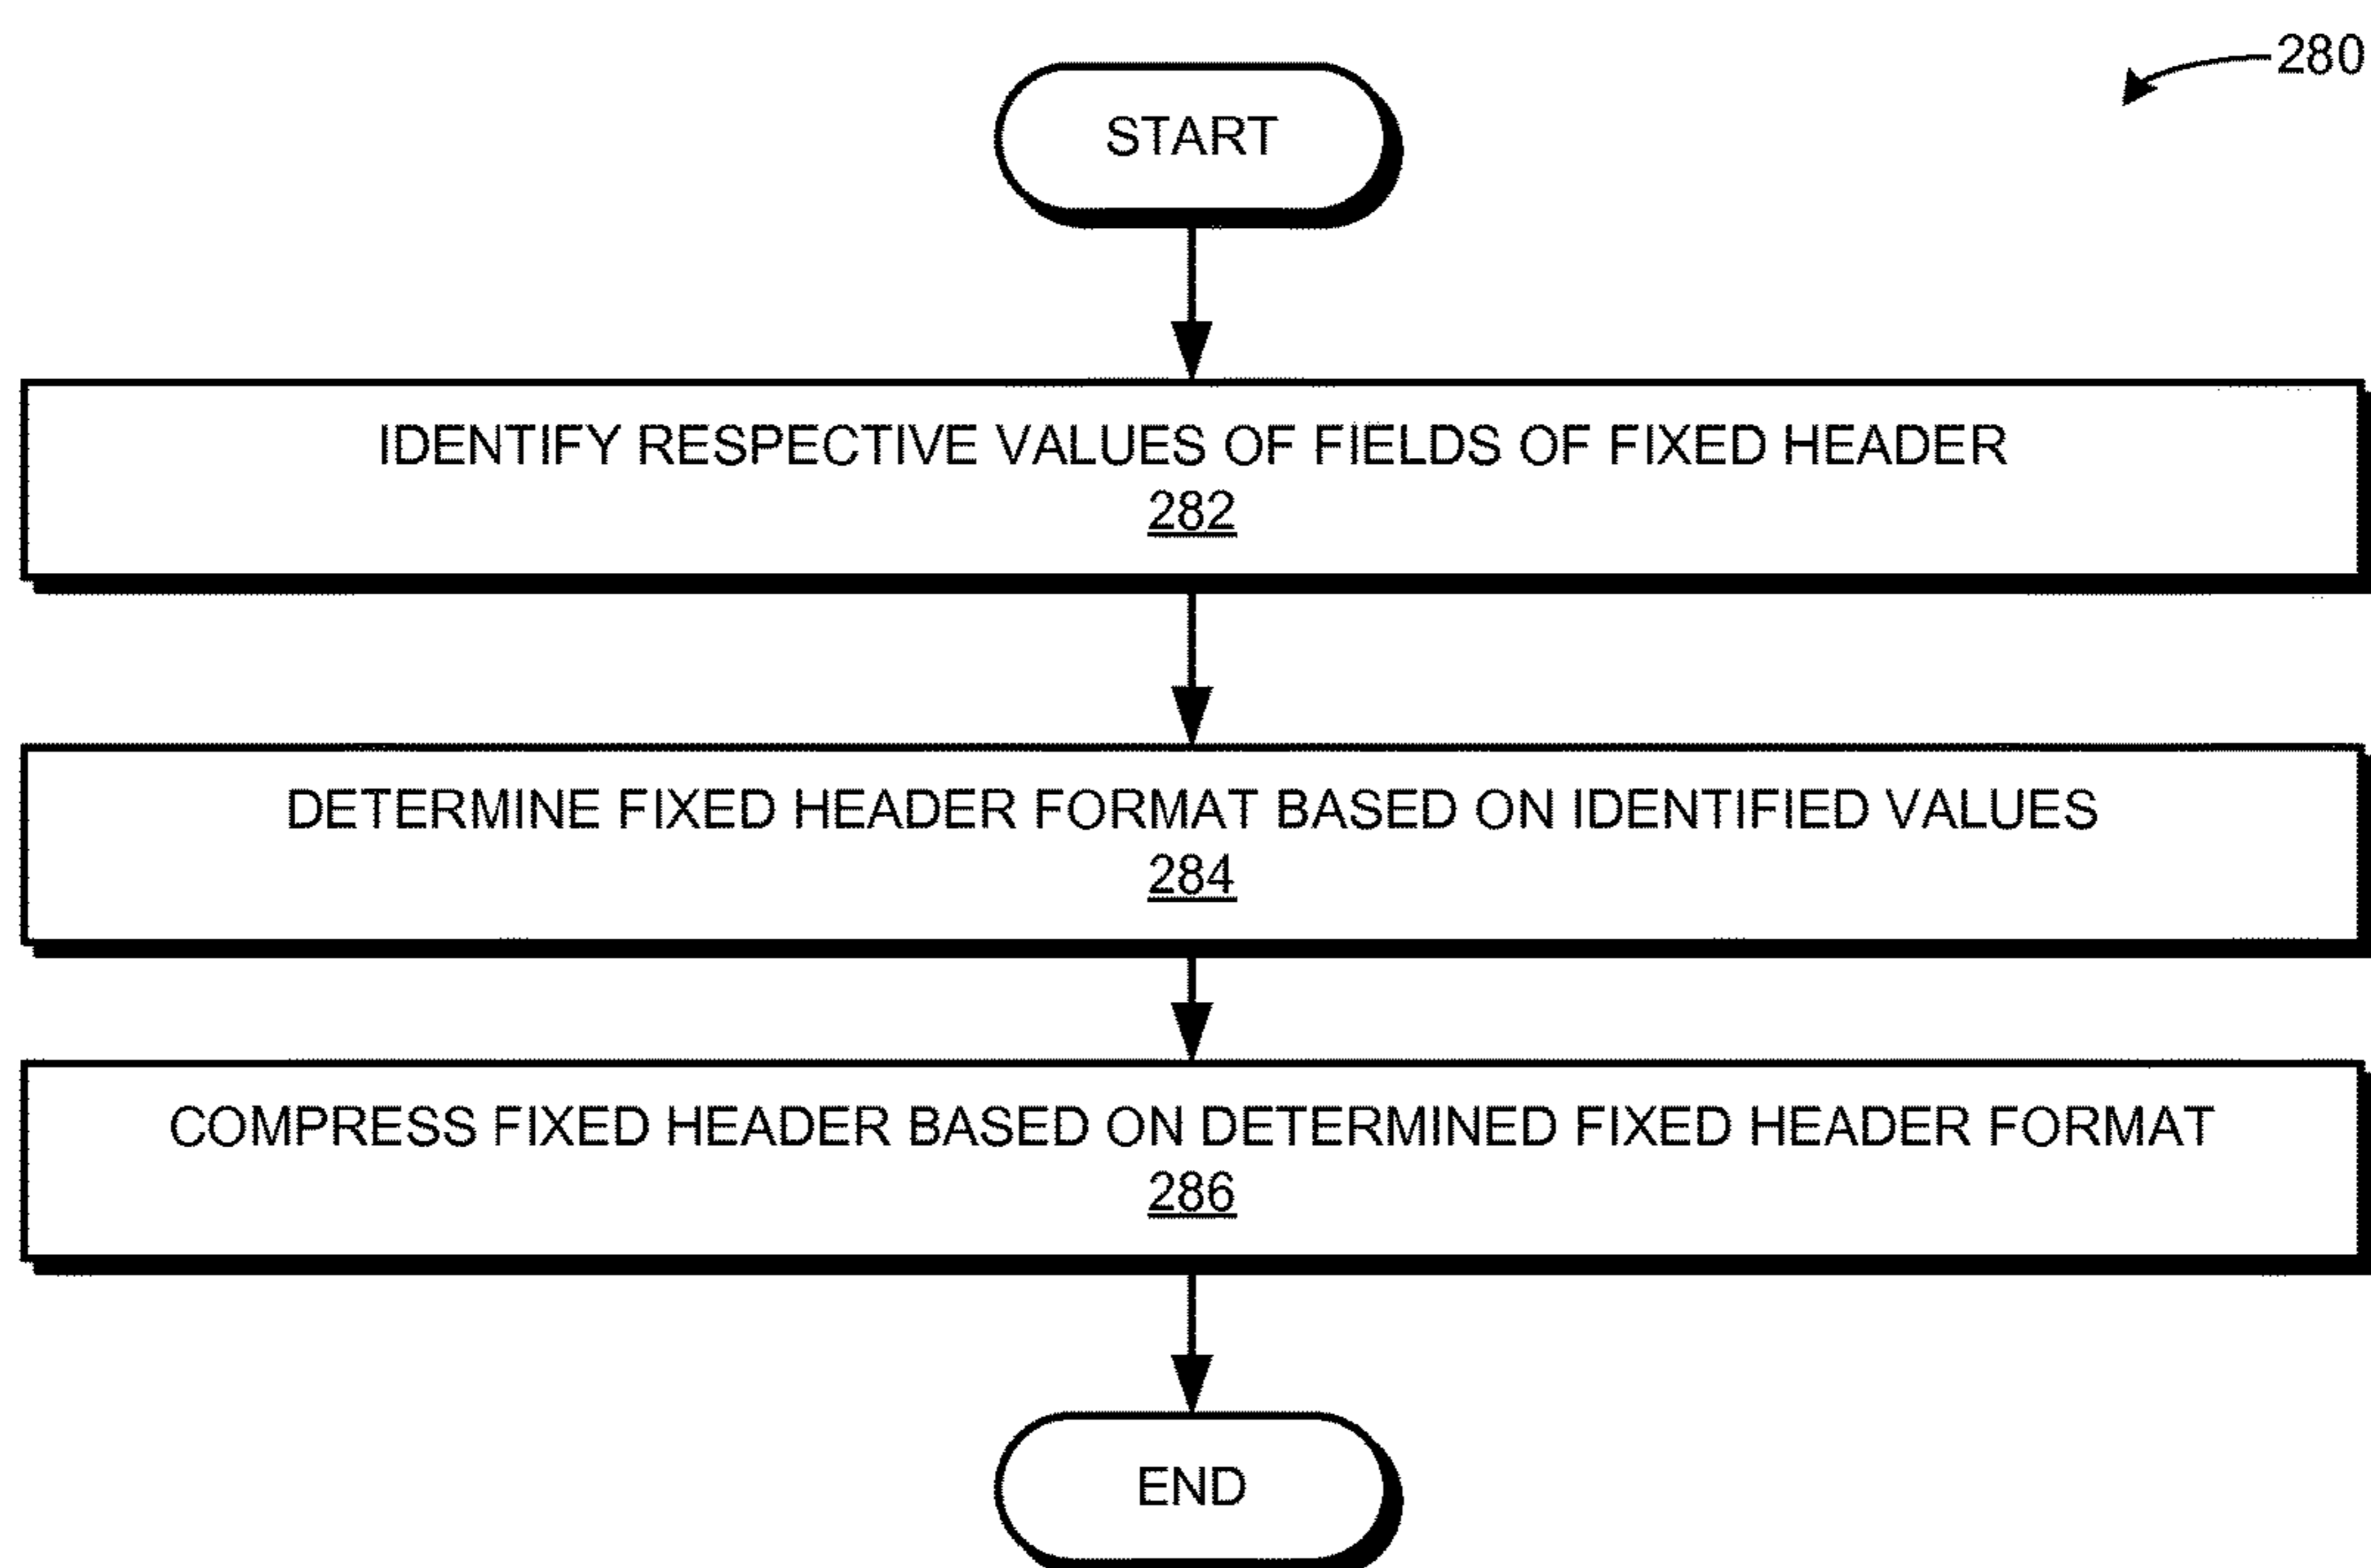 280
START
IDENTIFY RESPECTIVE VALUES OF FIELDS OF FIXED HEADER
282
DETERMINE FIXED HEADER FORMAT BASED ON IDENTIFIED VALUES
284
COMPRESS FIXED HEADER BASED ON DETERMINED FIXED HEADER FORMAT
286
END